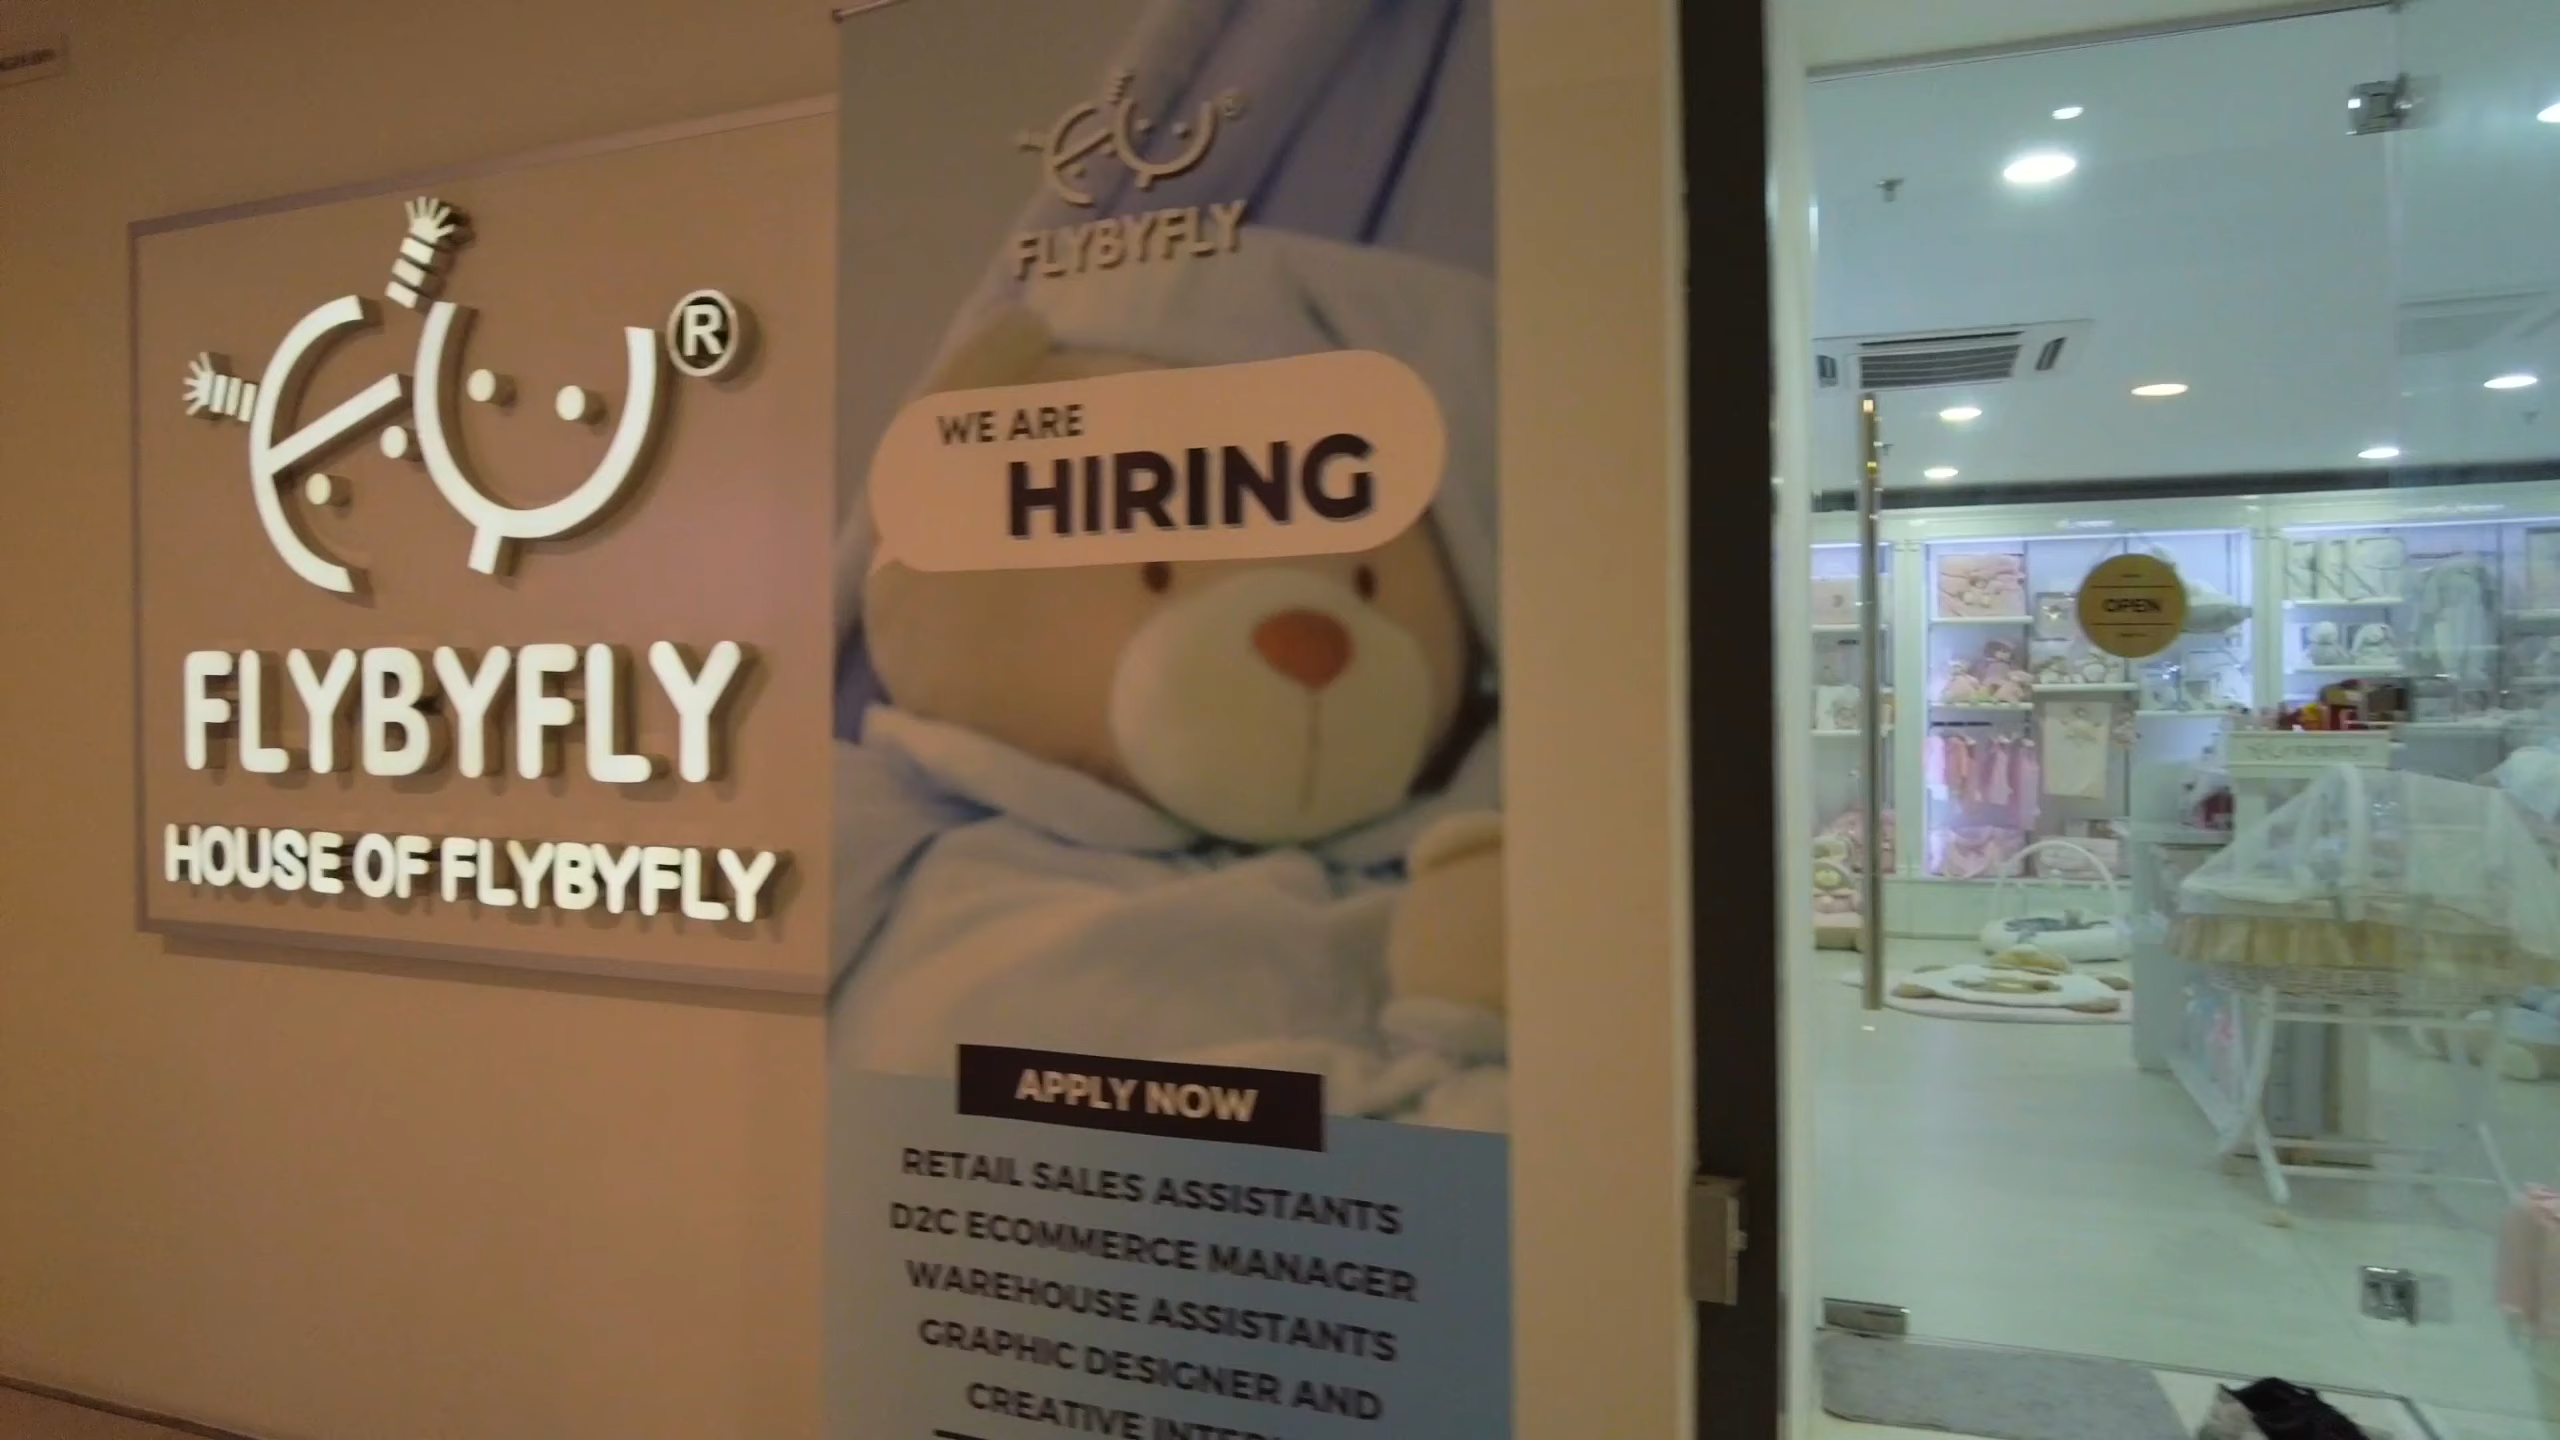 ®
FLYBYFLY
HOUSE OF FLYBYFLY
FLYBYFLY
WE ARE
HIRING
APPLY NOW
RETAIL SALES ASSISTANTS
D2C ECOMMERCE MANAGER
WAREHOUSE ASSISTANTS
GRAPHIC DESIGNER AND
CREATIVE
OPEN